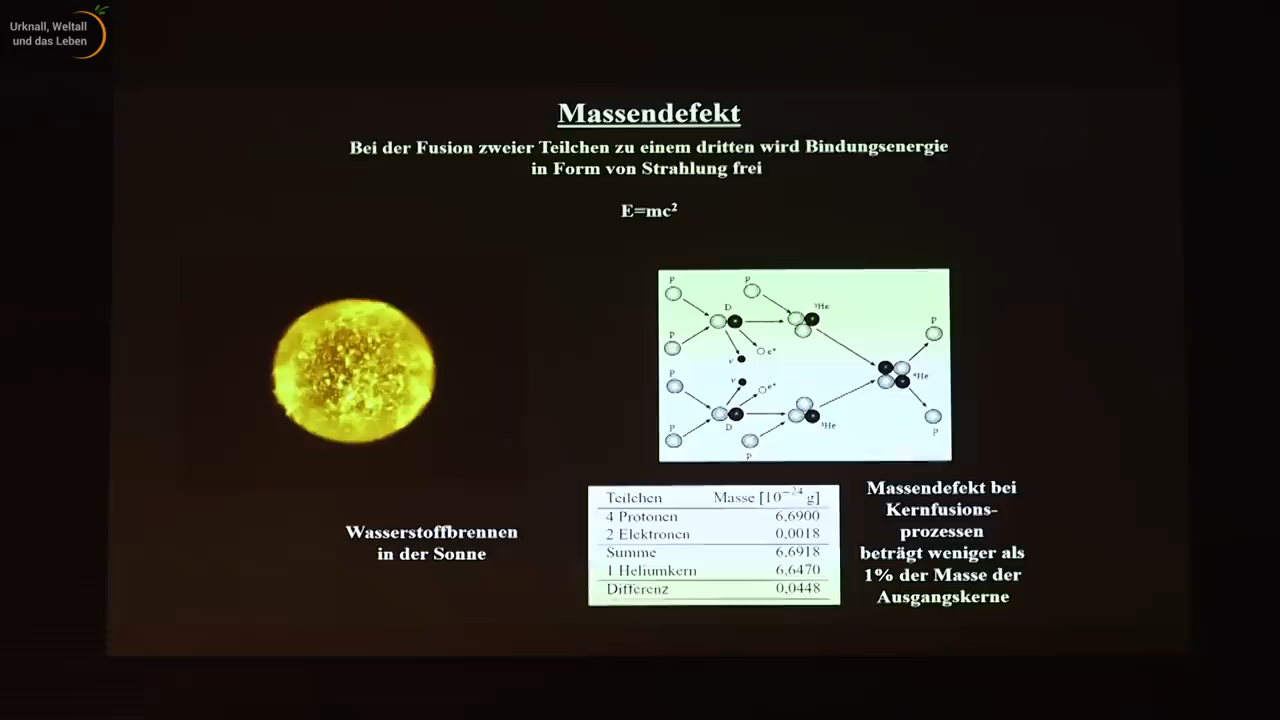 Urknall, Weltall
und das Leben
Massendefekt
Bei der Fusion zweier Teilchen zu einem dritten wird Bindungsenergie
in Form von Strahlung frei
E=mc²
P
P
D
³He
P
P
ν
e⁺
P
ν
e⁺
⁴He
D
³He
P
P
P
Teilchen Masse [10⁻²⁴ g]
4 Protonen 6,6900
2 Elektronen 0,0018
Summe 6,6918
1 Heliumkern 6,6470
Differenz 0,0448
Massendefekt bei
Kernfusions-
prozessen
beträgt weniger als
1% der Masse der
Ausgangskerne
Wasserstoffbrennen
in der Sonne